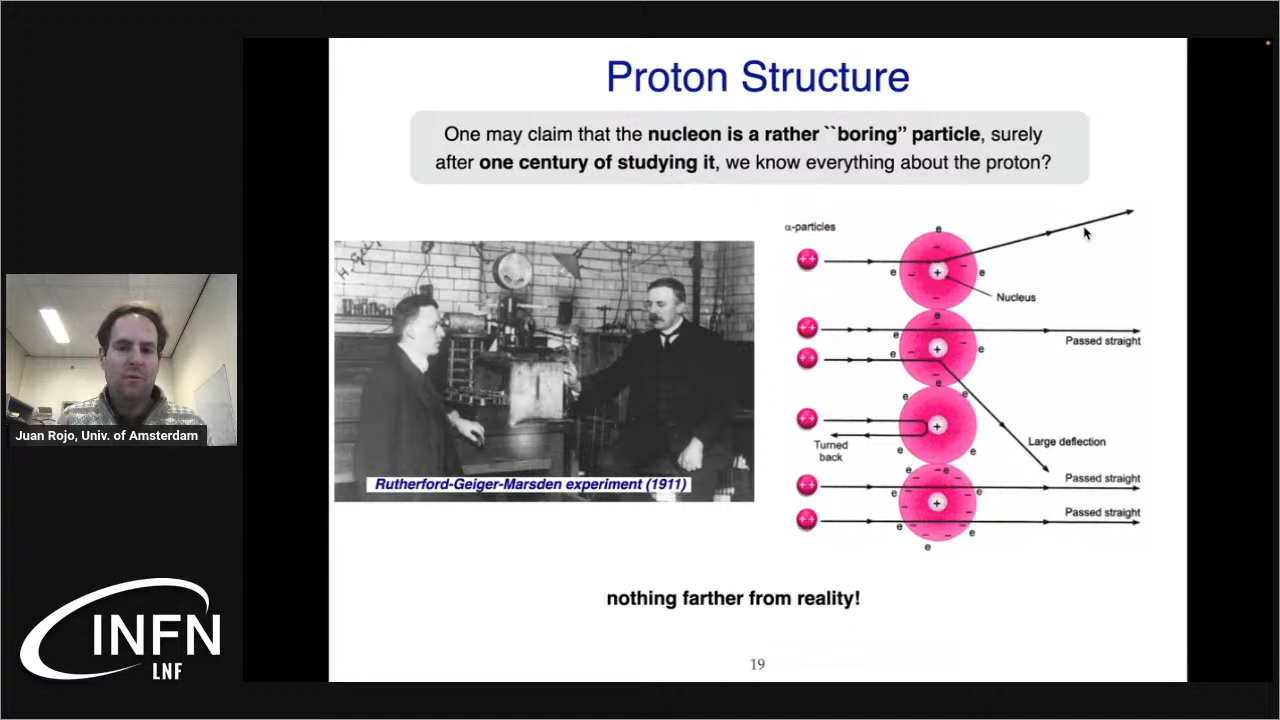 Proton Structure
One may claim that the nucleon is a rather ``boring” particle, surely
after one century of studying it, we know everything about the proton?
α-particles
++
e
−
e
−
+
−
e
−
Nucleus
++
++
e
−
e
−
+
−
e
−
e
Passed straight
++
e
e
+
e
e
Turned
back
Large deflection
++
++
e
e
e
e
+
e
e
e
Passed straight
Passed straight
H. Geiger
Rutherford-Geiger-Marsden experiment (1911)
Juan Rojo, Univ. of Amsterdam
nothing farther from reality!
19
INFN
LNF